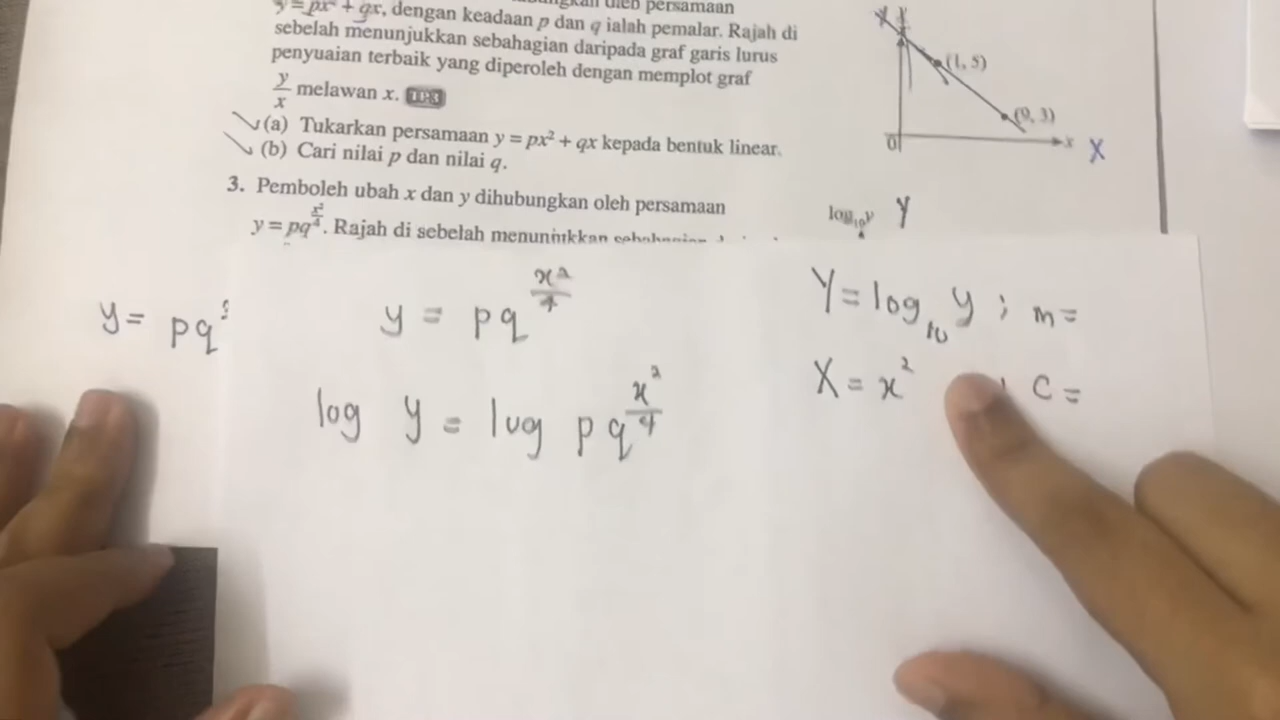 persamaan
y = px² + qx, dengan keadaan p dan q ialah pemalar. Rajah di
sebelah menunjukkan sebahagian daripada graf garis lurus
penyuaian terbaik yang diperoleh dengan memplot graf
y/x melawan x.
(a) Tukarkan persamaan y = px² + qx kepada bentuk linear.
(b) Cari nilai p dan nilai q.
3. Pemboleh ubah x dan y dihubungkan oleh persamaan
y = pq^(x²/4). Rajah di sebelah menunjukkan
(1, 5)
(9, 3)
0
x
X
log₁₀y Y
y = pq
y = pq^(x²/4)
log y = log pq^(x²/4)
Y = log₁₀ y ; m =
X = x² ; c =